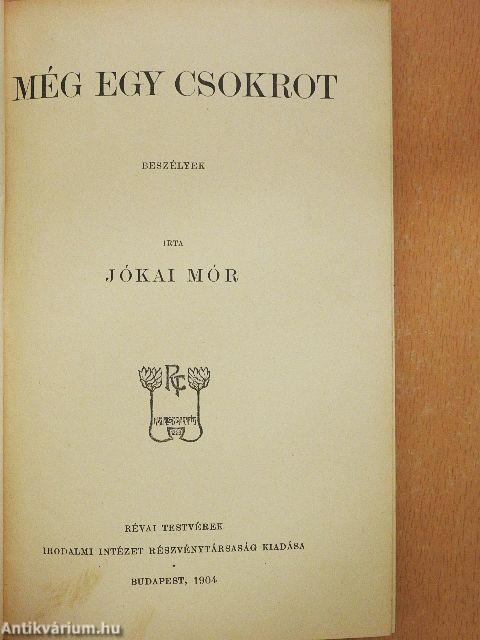 MÉG EGY CSOKROT
BESZÉLYEK
IRTA
JÓKAI MÓR
RÉVAI TESTVÉREK
IRODALMI INTÉZET RÉSZVÉNYTÁRSASÁG KIADÁSA
BUDAPEST, 1904
Antikvárium.hu